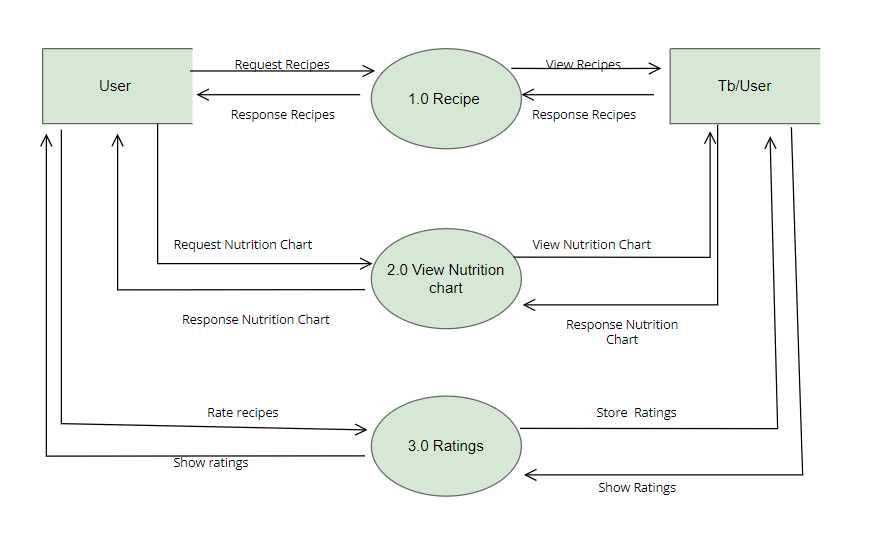 Request Recipes
View Recipes
User
1.0 Recipe
Tb/User
Response Recipes
Response Recipes
Request Nutrition Chart
View Nutrition Chart
2.0 View Nutrition
chart
Response Nutrition Chart
Response Nutrition
Chart
Rate recipes
Store Ratings
3.0 Ratings
Show ratings
Show Ratings